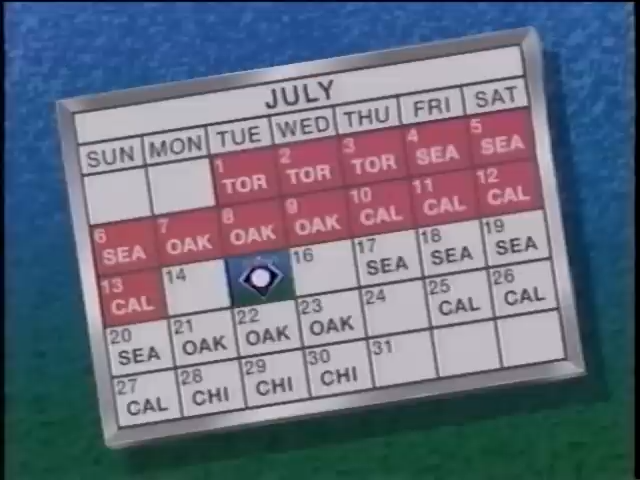 JULY
SUN MON TUE WED THU FRI SAT
1 TOR 2 TOR 3 TOR 4 SEA 5 SEA
6 SEA 7 OAK 8 OAK 9 OAK 10 CAL 11 CAL 12 CAL
13 CAL 14 16 17 SEA 18 SEA 19 SEA
20 SEA 21 OAK 22 OAK 23 OAK 24 25 CAL 26 CAL
27 CAL 28 CHI 29 CHI 30 CHI 31